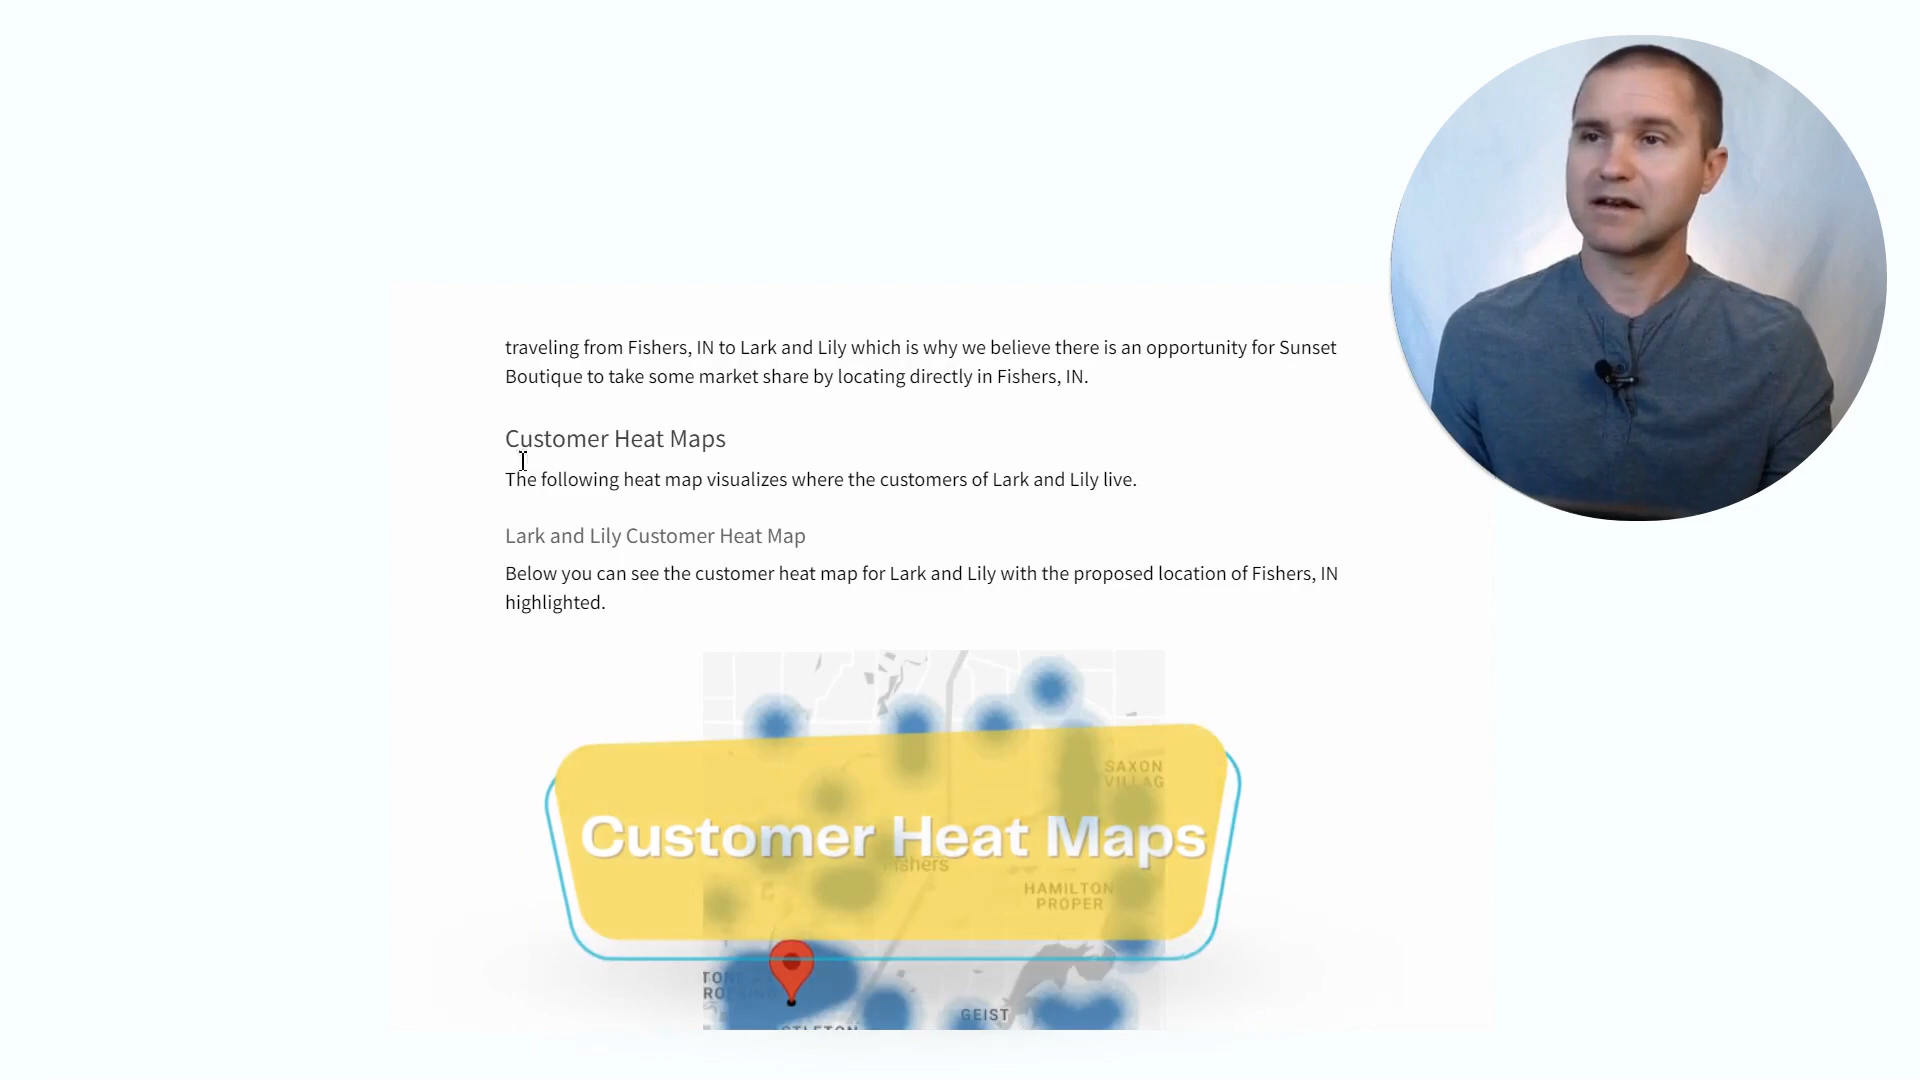 traveling from Fishers, IN to Lark and Lily which is why we believe there is an opportunity for Sunset
Boutique to take some market share by locating directly in Fishers, IN.
Customer Heat Maps
The following heat map visualizes where the customers of Lark and Lily live.
Lark and Lily Customer Heat Map
Below you can see the customer heat map for Lark and Lily with the proposed location of Fishers, IN
highlighted.
SAXON
VILLAG
Customer Heat Maps
Fishers
HAMILTON
PROPER
GEIST